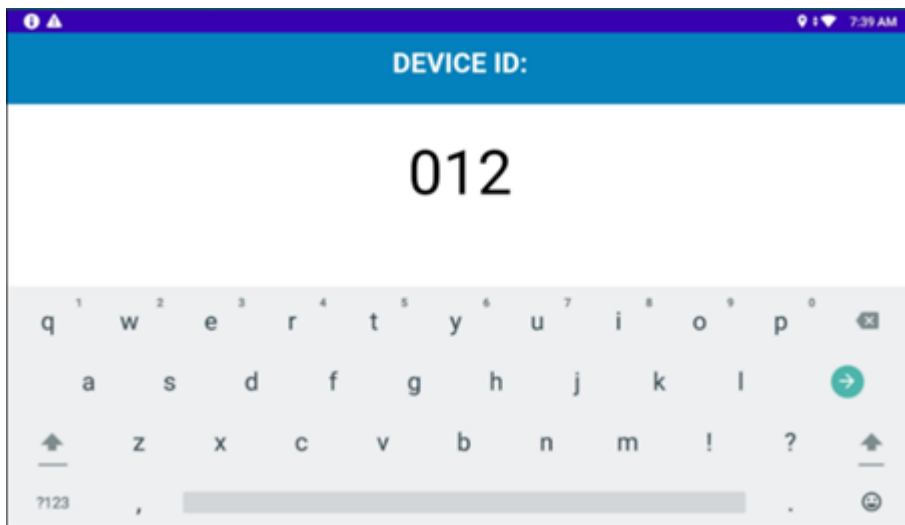 7:39 AM
DEVICE ID:
012
1 2 3 4 5 6 7 8 9 0
q w e r t y u i o p
a s d f g h j k l
z x c v b n m ! ?
?123 , .